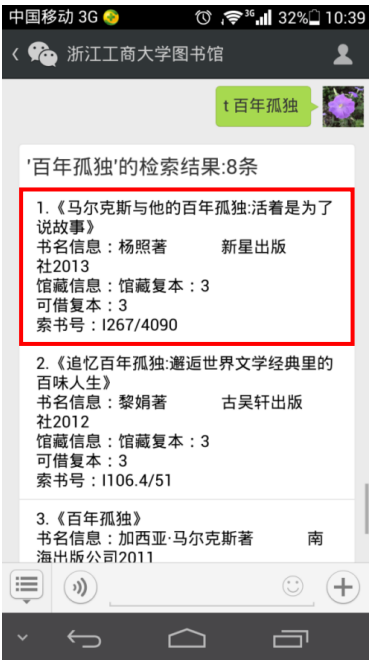 中国移动 3G 3G 32% 10:39
浙江工商大学图书馆
t 百年孤独
'百年孤独'的检索结果:8条
1.《马尔克斯与他的百年孤独:活着是为了
说故事》
书名信息：杨照著 新星出版
社2013
馆藏信息：馆藏复本：3
可借复本：3
索书号：I267/4090
2.《追忆百年孤独:邂逅世界文学经典里的
百味人生》
书名信息：黎娟著 古吴轩出版
社2012
馆藏信息：馆藏复本：3
可借复本：3
索书号：I106.4/51
3.《百年孤独》
书名信息：加西亚·马尔克斯著 南
海出版公司2011